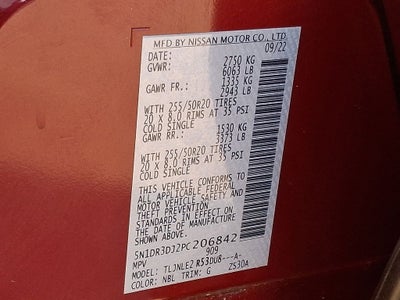 MFD BY NISSAN MOTOR CO., LTD.
DATE: 09/22
GVWR: 2750 KG
6063 LB
GAWR FR.: 1335 KG
2943 LB
WITH 255/50R20 TIRES
20 X 8.0 RIMS AT 35 PSI
COLD SINGLE
GAWR RR.: 1530 KG
3373 LB
WITH 255/50R20 TIRES
20 X 8.0 RIMS AT 35 PSI
COLD SINGLE
THIS VEHICLE CONFORMS TO
ALL APPLICABLE FEDERAL
MOTOR VEHICLE SAFETY AND
THEFT PREVENTION
STANDARDS IN EFFECT ON
THE DATE OF MANUFACTURE
SHOWN ABOVE.
5N1DR3DJ2PC206842
MPV 909
MODEL: TLJNLEZ R53DU8---A-
COLOR: NBL TRIM: G ZS30A